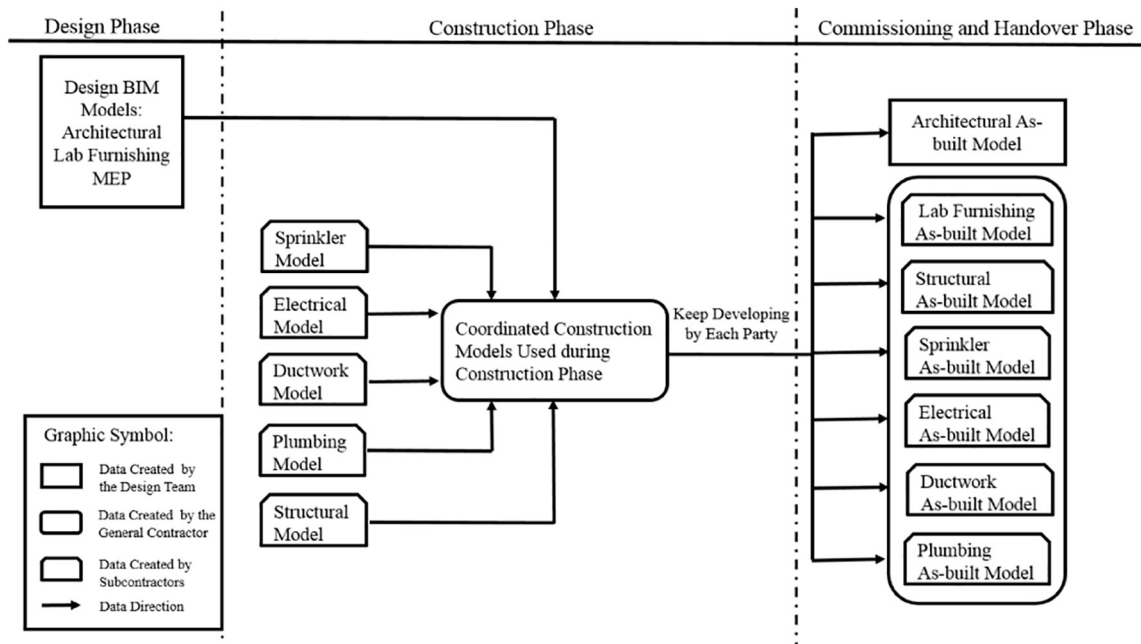 Design Phase
Construction Phase
Commissioning and Handover Phase
Design BIM
Models:
Architectural
Lab Furnishing
MEP
Sprinkler
Model
Electrical
Model
Ductwork
Model
Plumbing
Model
Structural
Model
Coordinated Construction
Models Used during
Construction Phase
Keep Developing
by Each Party
Architectural As-
built Model
Lab Furnishing
As-built Model
Structural
As-built Model
Sprinkler
As-built Model
Electrical
As-built Model
Ductwork
As-built Model
Plumbing
As-built Model
Graphic Symbol:
Data Created by
the Design Team
Data Created by the
General Contractor
Data Created by
Subcontractors
Data Direction